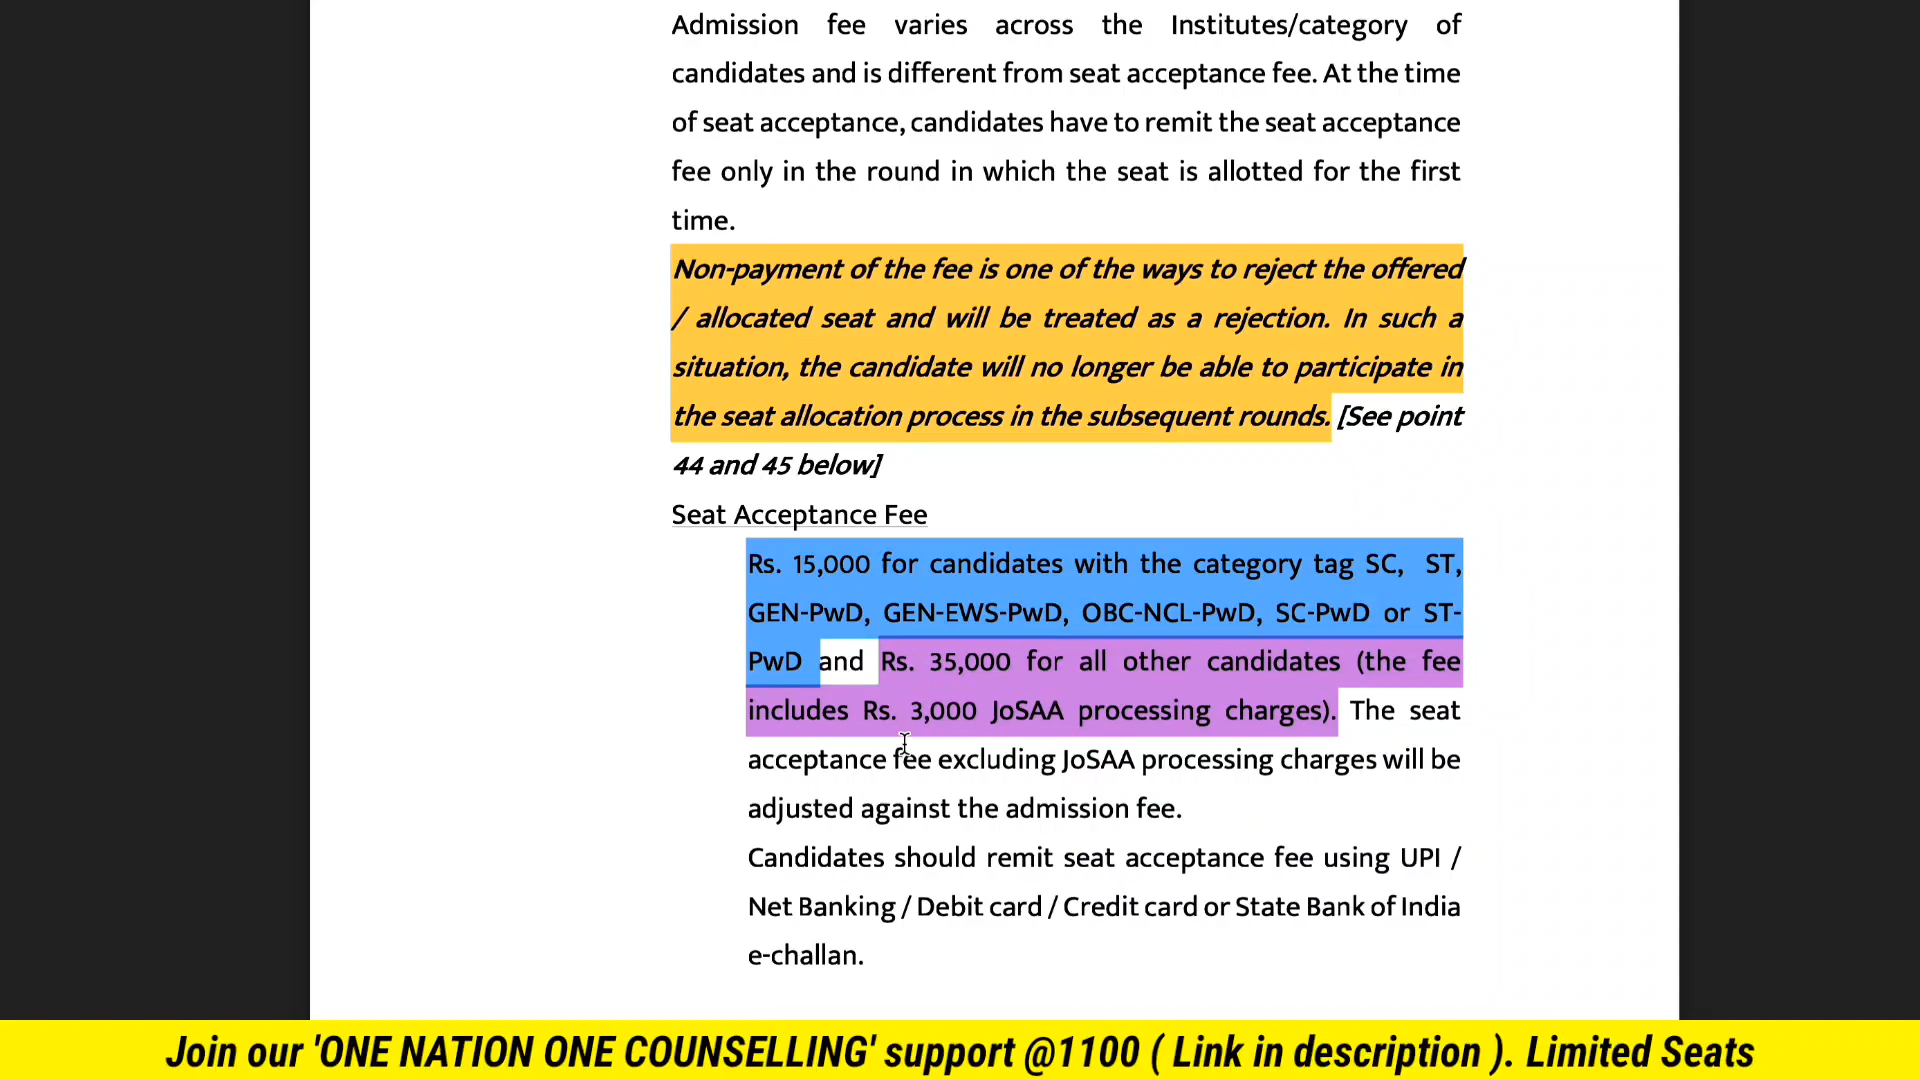 Admission fee varies across the Institutes/category of
candidates and is different from seat acceptance fee. At the time
of seat acceptance, candidates have to remit the seat acceptance
fee only in the round in which the seat is allotted for the first
time.
Non-payment of the fee is one of the ways to reject the offered
/ allocated seat and will be treated as a rejection. In such a
situation, the candidate will no longer be able to participate in
the seat allocation process in the subsequent rounds. [See point
44 and 45 below]
Seat Acceptance Fee
Rs. 15,000 for candidates with the category tag SC, ST,
GEN-PwD, GEN-EWS-PwD, OBC-NCL-PwD, SC-PwD or ST-
PwD and Rs. 35,000 for all other candidates (the fee
includes Rs. 3,000 JoSAA processing charges). The seat
acceptance fee excluding JoSAA processing charges will be
adjusted against the admission fee.
Candidates should remit seat acceptance fee using UPI /
Net Banking / Debit card / Credit card or State Bank of India
e-challan.
Join our 'ONE NATION ONE COUNSELLING' support @1100 ( Link in description ). Limited Seats